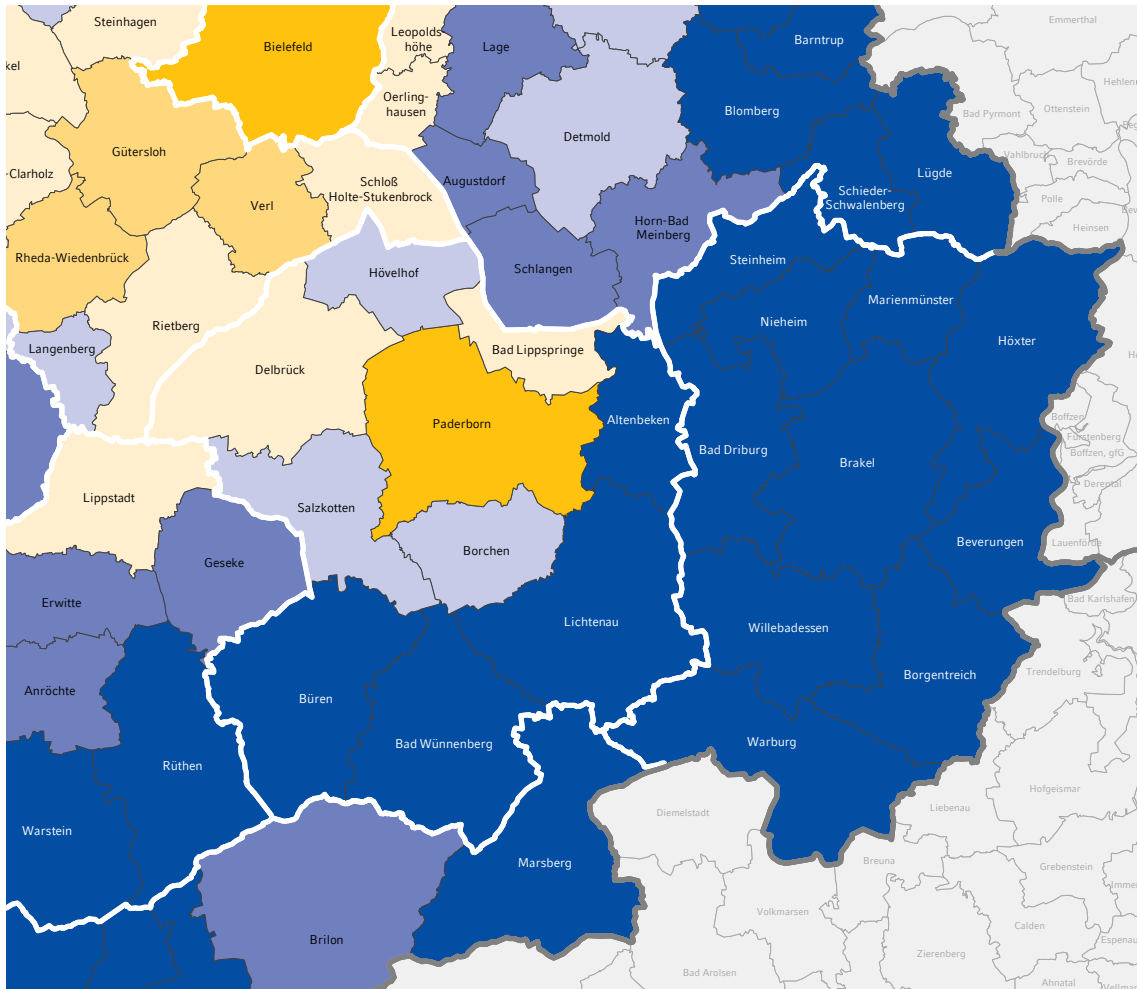 Steinhagen
Bielefeld
Leopolds
höhe
Lage
Barntrup
Emmerthal
kel
Oerling-
hausen
Blomberg
Bad Pyrmont
Ottenstein
Gütersloh
Detmold
Vahlbruch
Brevörde
-Clarholz
Schloß
Holte-Stukenbrock
Augustdorf
Lügde
Schieder-
Schwalenberg
Polle
Verl
Horn-Bad
Meinberg
Heinsen
Rheda-Wiedenbrück
Hövelhof
Schlangen
Steinheim
Marienmünster
Rietberg
Nieheim
Höxter
Langenberg
Bad Lippspringe
Delbrück
Paderborn
Altenbeken
Boffzen
Fürstenberg
Boffzen, gfG
Bad Driburg
Brakel
Derental
Lippstadt
Salzkotten
Lauenförde
Borchen
Beverungen
Geseke
Erwitte
Bad Karlshafen
Lichtenau
Willebadessen
Trendelburg
Borgentreich
Anröchte
Büren
Bad Wünnenberg
Warburg
Rüthen
Hofgeismar
Diemelstadt
Liebenau
Warstein
Marsberg
Breuna
Grebenstein
Volkmarsen
Calden
Brilon
Zierenberg
Espenau
Bad Arolsen
Ahnatal